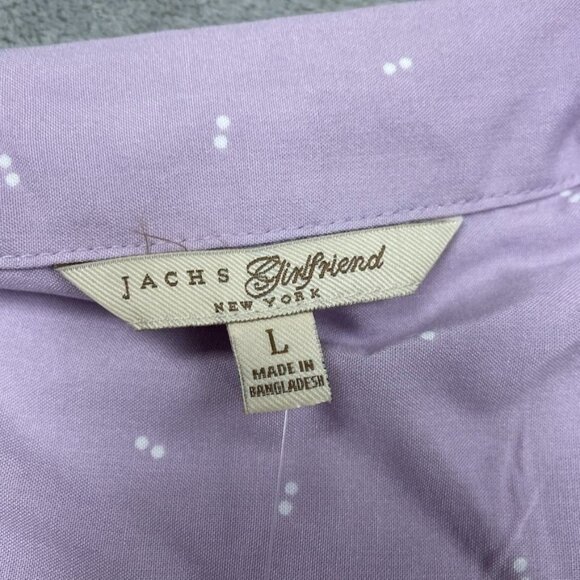 JACHS Girlfriend
NEW YORK
L
MADE IN
BANGLADESH